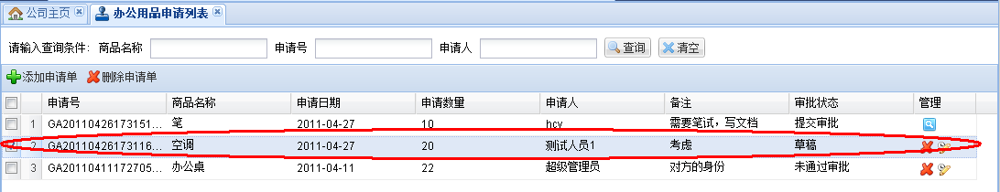 公司主页 办公用品申请列表
请输入查询条件: 商品名称 申请号 申请人 查询 清空
添加申请单 删除申请单
申请号 商品名称 申请日期 申请数量 申请人 备注 审批状态 管理
1 GA20110426173151... 笔 2011-04-27 10 hcy 需要笔试，写文档 提交审批
2 GA20110426173116... 空调 2011-04-27 20 测试人员1 考虑 草稿
3 GA20110411172705... 办公桌 2011-04-11 22 超级管理员 对方的身份 未通过审批